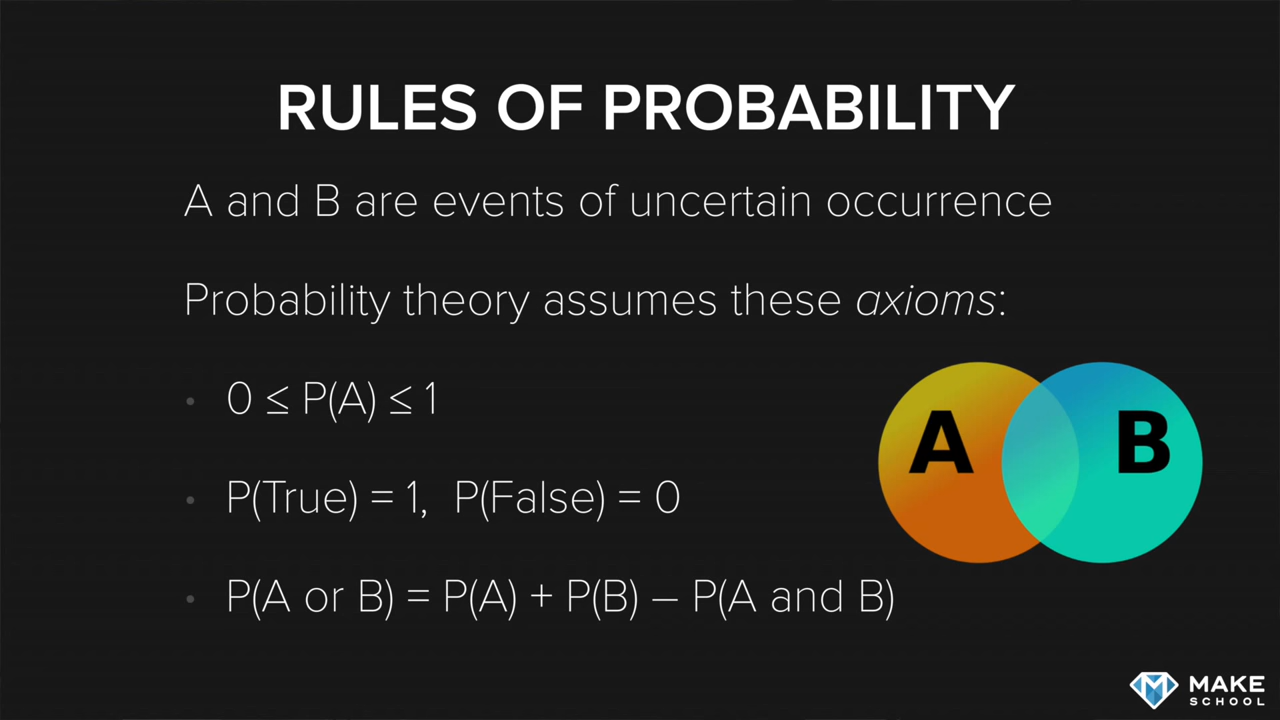 RULES OF PROBABILITY
A and B are events of uncertain occurrence
Probability theory assumes these axioms:
• 0 ≤ P(A) ≤ 1
• P(True) = 1, P(False) = 0
• P(A or B) = P(A) + P(B) – P(A and B)
A B
MAKE
SCHOOL